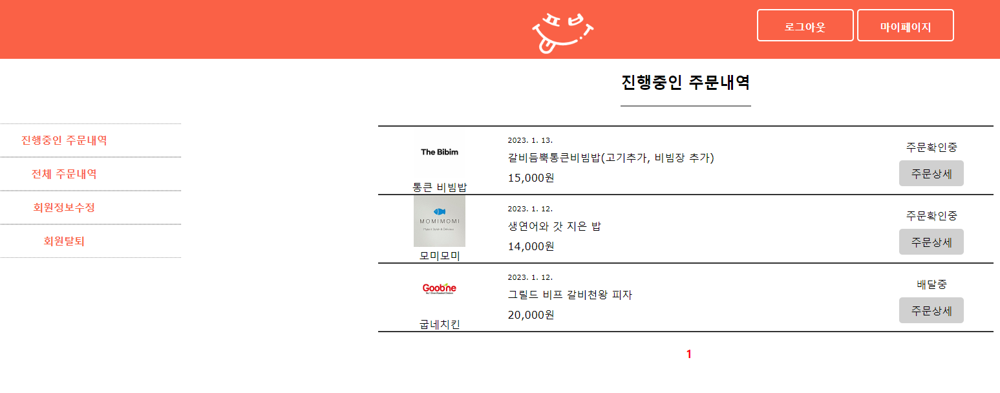 프비
로그아웃 마이페이지
진행중인 주문내역
진행중인 주문내역
전체 주문내역
회원정보수정
회원탈퇴
The Bibim
통큰 비빔밥
2023. 1. 13.
갈비듬뿍통큰비빔밥(고기추가, 비빔장 추가)
15,000원
주문확인중
주문상세
MOMIMOMI
모미모미
2023. 1. 12.
생연어와 갓 지은 밥
14,000원
주문확인중
주문상세
Goobne
굽네치킨
2023. 1. 12.
그릴드 비프 갈비천왕 피자
20,000원
배달중
주문상세
1